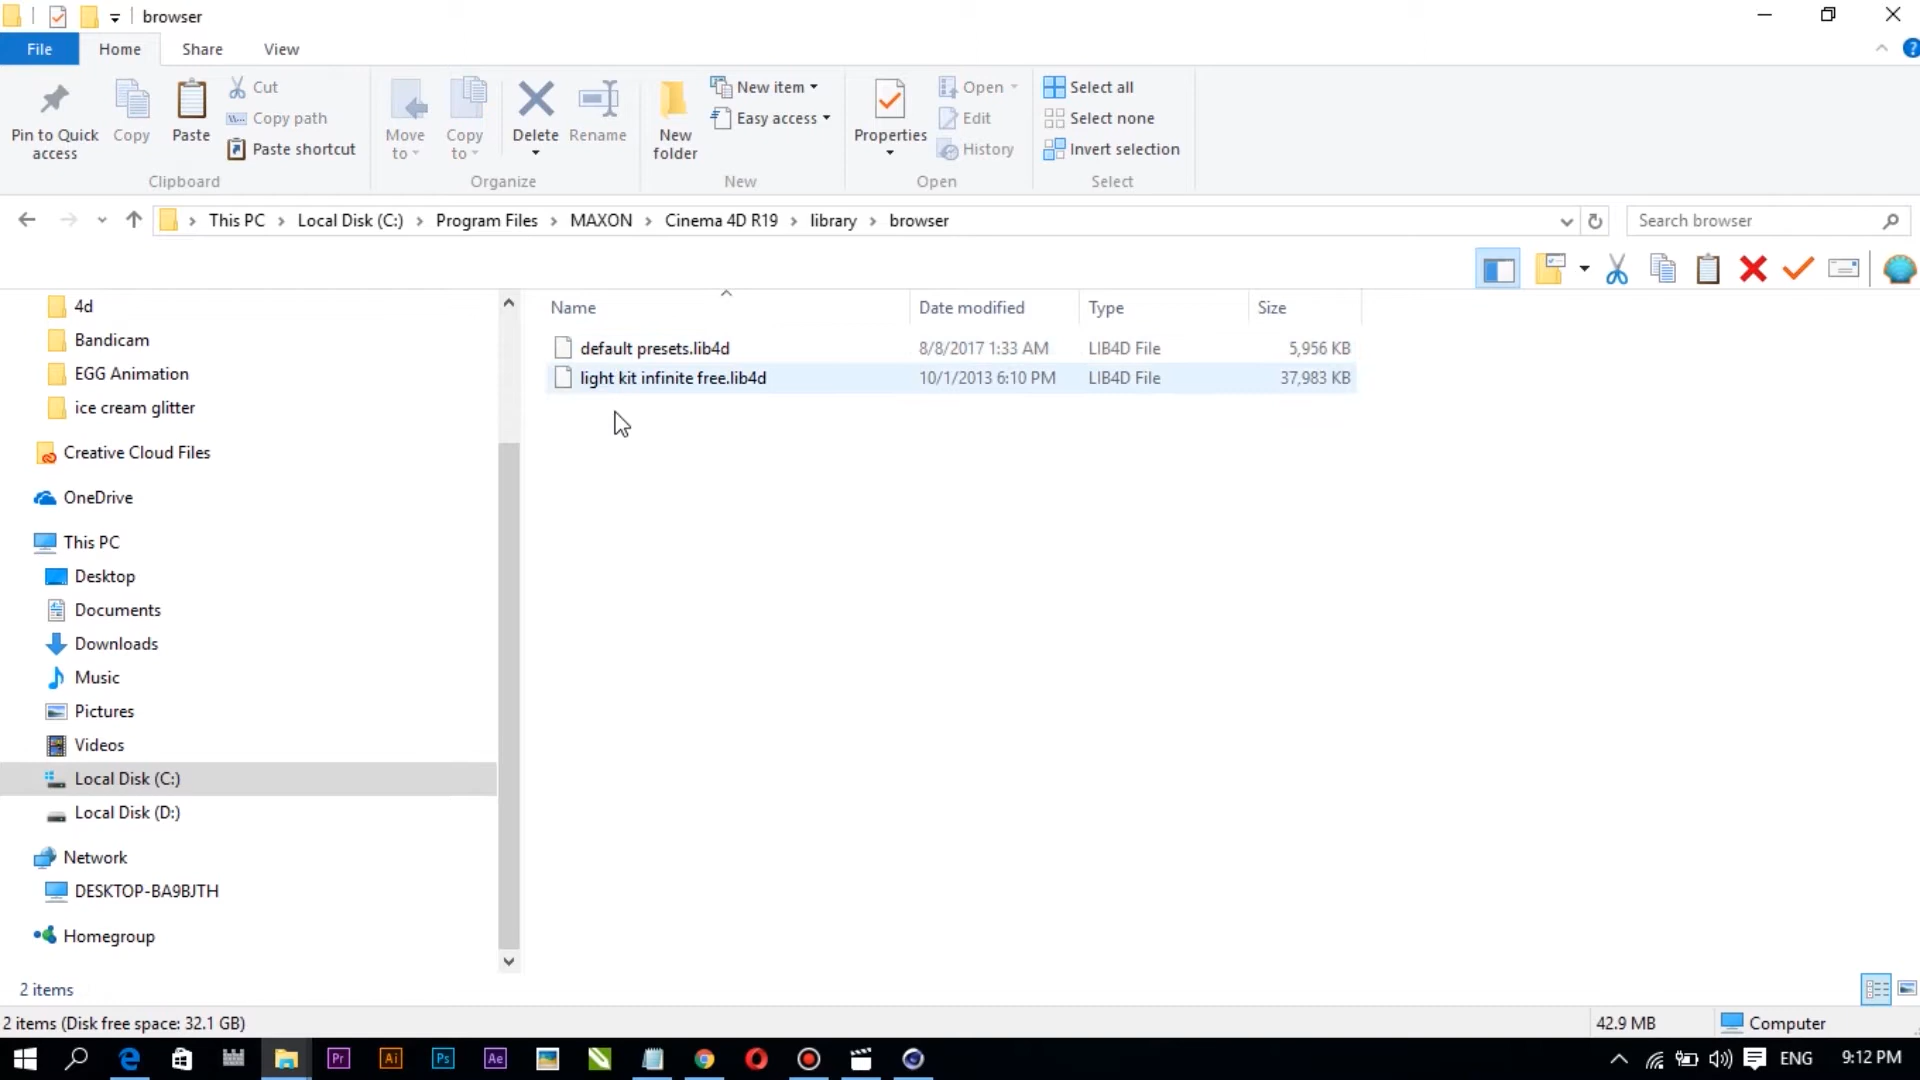 browser
File Home Share View
Pin to Quick access
Copy
Paste
Cut
Copy path
Paste shortcut
Clipboard
Move to
Copy to
Delete
Rename
Organize
New folder
New item
Easy access
New
Properties
Open
Edit
History
Open
Select all
Select none
Invert selection
Select
This PC > Local Disk (C:) > Program Files > MAXON > Cinema 4D R19 > library > browser
Search browser
4d
Bandicam
EGG Animation
ice cream glitter
Creative Cloud Files
OneDrive
This PC
Desktop
Documents
Downloads
Music
Pictures
Videos
Local Disk (C:)
Local Disk (D:)
Network
DESKTOP-BA9BJTH
Homegroup
Name Date modified Type Size
default presets.lib4d 8/8/2017 1:33 AM LIB4D File 5,956 KB
light kit infinite free.lib4d 10/1/2013 6:10 PM LIB4D File 37,983 KB
2 items
2 items (Disk free space: 32.1 GB) 42.9 MB Computer
Pr Ai Ps Ae ENG 9:12 PM